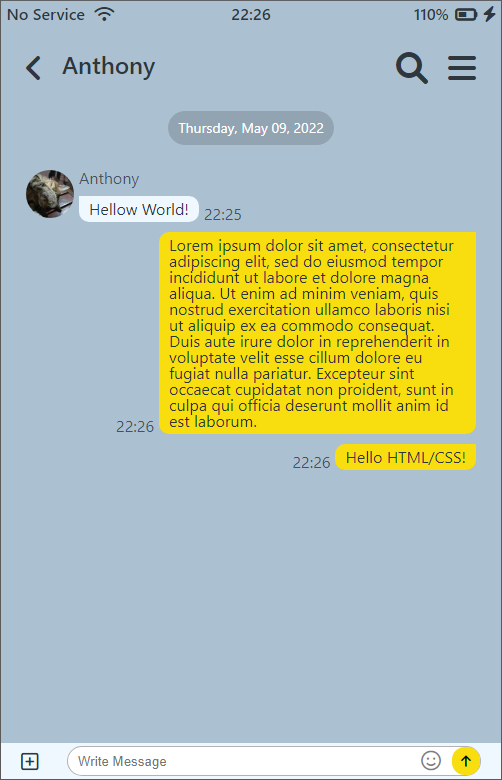 No Service 22:26 110%
Anthony
Thursday, May 09, 2022
Anthony
Hellow World! 22:25
Lorem ipsum dolor sit amet, consectetur
adipiscing elit, sed do eiusmod tempor
incididunt ut labore et dolore magna
aliqua. Ut enim ad minim veniam, quis
nostrud exercitation ullamco laboris nisi
ut aliquip ex ea commodo consequat.
Duis aute irure dolor in reprehenderit in
voluptate velit esse cillum dolore eu
fugiat nulla pariatur. Excepteur sint
occaecat cupidatat non proident, sunt in
culpa qui officia deserunt mollit anim id
22:26 est laborum.
22:26 Hello HTML/CSS!
Write Message